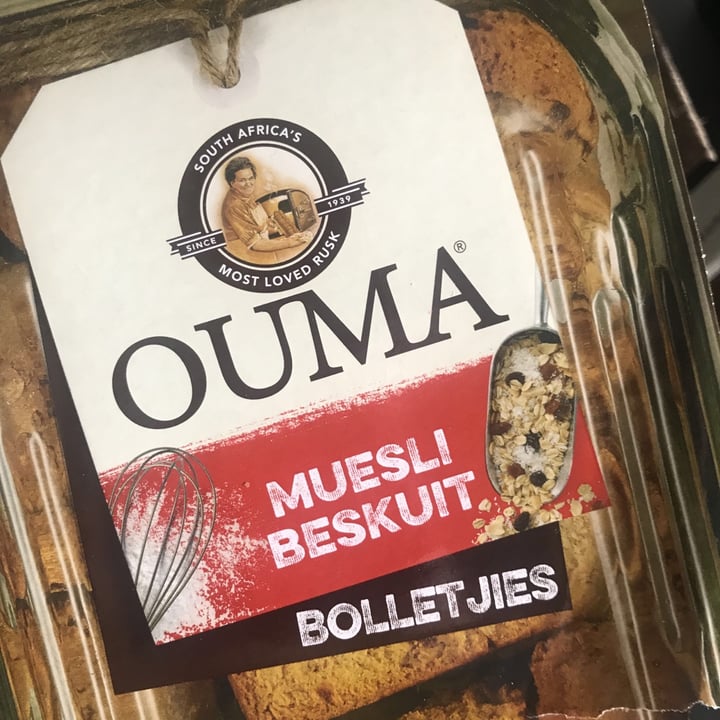 SOUTH AFRICA'S
SINCE 1939
MOST LOVED RUSK
OUMA®
MUESLI
BESKUIT
BOLLETJIES